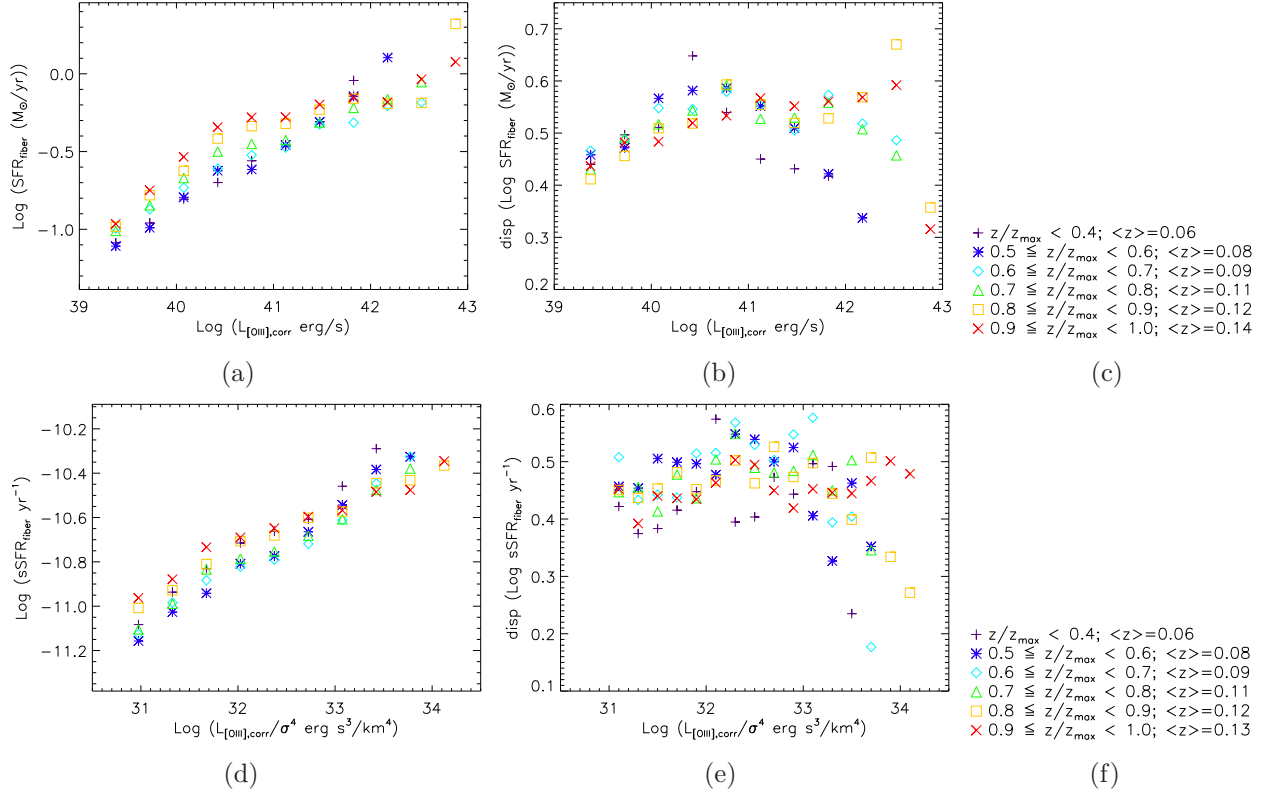 0.0
−0.5
−1.0
39 40 41 42 43
Log (SFR_fiber (M_⊙/yr))
Log (L_[OIII],corr erg/s)
(a)
0.7
0.6
0.5
0.4
0.3
0.2
39 40 41 42 43
disp (Log SFR_fiber (M_⊙/yr))
Log (L_[OIII],corr erg/s)
(b)
z/z_max < 0.4; <z>=0.06
0.5 ≦ z/z_max < 0.6; <z>=0.08
0.6 ≦ z/z_max < 0.7; <z>=0.09
0.7 ≦ z/z_max < 0.8; <z>=0.11
0.8 ≦ z/z_max < 0.9; <z>=0.12
0.9 ≦ z/z_max < 1.0; <z>=0.14
(c)
−10.2
−10.4
−10.6
−10.8
−11.0
−11.2
31 32 33 34
Log (sSFR_fiber yr⁻¹)
Log (L_[OIII],corr/σ⁴ erg s³/km⁴)
(d)
0.6
0.5
0.4
0.3
0.2
0.1
31 32 33 34
disp (Log sSFR_fiber yr⁻¹)
Log (L_[OIII],corr/σ⁴ erg s³/km⁴)
(e)
z/z_max < 0.4; <z>=0.06
0.5 ≦ z/z_max < 0.6; <z>=0.08
0.6 ≦ z/z_max < 0.7; <z>=0.09
0.7 ≦ z/z_max < 0.8; <z>=0.11
0.8 ≦ z/z_max < 0.9; <z>=0.12
0.9 ≦ z/z_max < 1.0; <z>=0.13
(f)